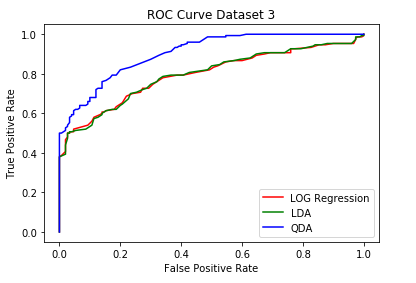 ROC Curve Dataset 3
True Positive Rate
1.0
0.8
0.6
0.4
0.2
0.0
LOG Regression
LDA
QDA
0.0 0.2 0.4 0.6 0.8 1.0
False Positive Rate